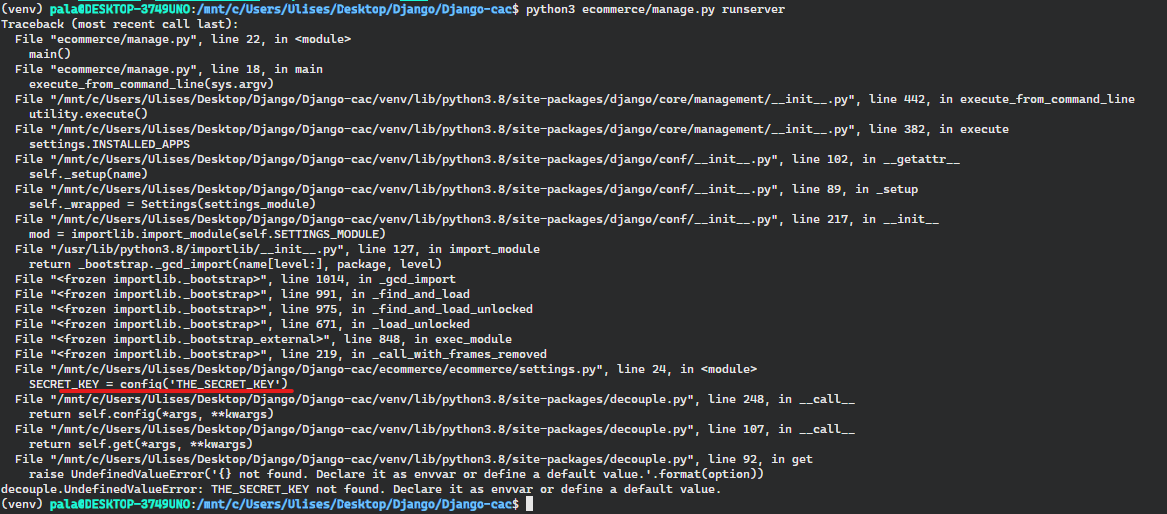 (venv) pala@DESKTOP-3749UNO:/mnt/c/Users/Ulises/Desktop/Django/Django-cac$ python3 ecommerce/manage.py runserver
Traceback (most recent call last):
  File "ecommerce/manage.py", line 22, in <module>
    main()
  File "ecommerce/manage.py", line 18, in main
    execute_from_command_line(sys.argv)
  File "/mnt/c/Users/Ulises/Desktop/Django/Django-cac/venv/lib/python3.8/site-packages/django/core/management/__init__.py", line 442, in execute_from_command_line
    utility.execute()
  File "/mnt/c/Users/Ulises/Desktop/Django/Django-cac/venv/lib/python3.8/site-packages/django/core/management/__init__.py", line 382, in execute
    settings.INSTALLED_APPS
  File "/mnt/c/Users/Ulises/Desktop/Django/Django-cac/venv/lib/python3.8/site-packages/django/conf/__init__.py", line 102, in __getattr__
    self._setup(name)
  File "/mnt/c/Users/Ulises/Desktop/Django/Django-cac/venv/lib/python3.8/site-packages/django/conf/__init__.py", line 89, in _setup
    self._wrapped = Settings(settings_module)
  File "/mnt/c/Users/Ulises/Desktop/Django/Django-cac/venv/lib/python3.8/site-packages/django/conf/__init__.py", line 217, in __init__
    mod = importlib.import_module(self.SETTINGS_MODULE)
  File "/usr/lib/python3.8/importlib/__init__.py", line 127, in import_module
    return _bootstrap._gcd_import(name[level:], package, level)
  File "<frozen importlib._bootstrap>", line 1014, in _gcd_import
  File "<frozen importlib._bootstrap>", line 991, in _find_and_load
  File "<frozen importlib._bootstrap>", line 975, in _find_and_load_unlocked
  File "<frozen importlib._bootstrap>", line 671, in _load_unlocked
  File "<frozen importlib._bootstrap_external>", line 848, in exec_module
  File "<frozen importlib._bootstrap>", line 219, in _call_with_frames_removed
  File "/mnt/c/Users/Ulises/Desktop/Django/Django-cac/ecommerce/ecommerce/settings.py", line 24, in <module>
    SECRET_KEY = config('THE_SECRET_KEY')
  File "/mnt/c/Users/Ulises/Desktop/Django/Django-cac/venv/lib/python3.8/site-packages/decouple.py", line 248, in __call__
    return self.config(*args, **kwargs)
  File "/mnt/c/Users/Ulises/Desktop/Django/Django-cac/venv/lib/python3.8/site-packages/decouple.py", line 107, in __call__
    return self.get(*args, **kwargs)
  File "/mnt/c/Users/Ulises/Desktop/Django/Django-cac/venv/lib/python3.8/site-packages/decouple.py", line 92, in get
    raise UndefinedValueError('{} not found. Declare it as envvar or define a default value.'.format(option))
decouple.UndefinedValueError: THE_SECRET_KEY not found. Declare it as envvar or define a default value.
(venv) pala@DESKTOP-3749UNO:/mnt/c/Users/Ulises/Desktop/Django/Django-cac$